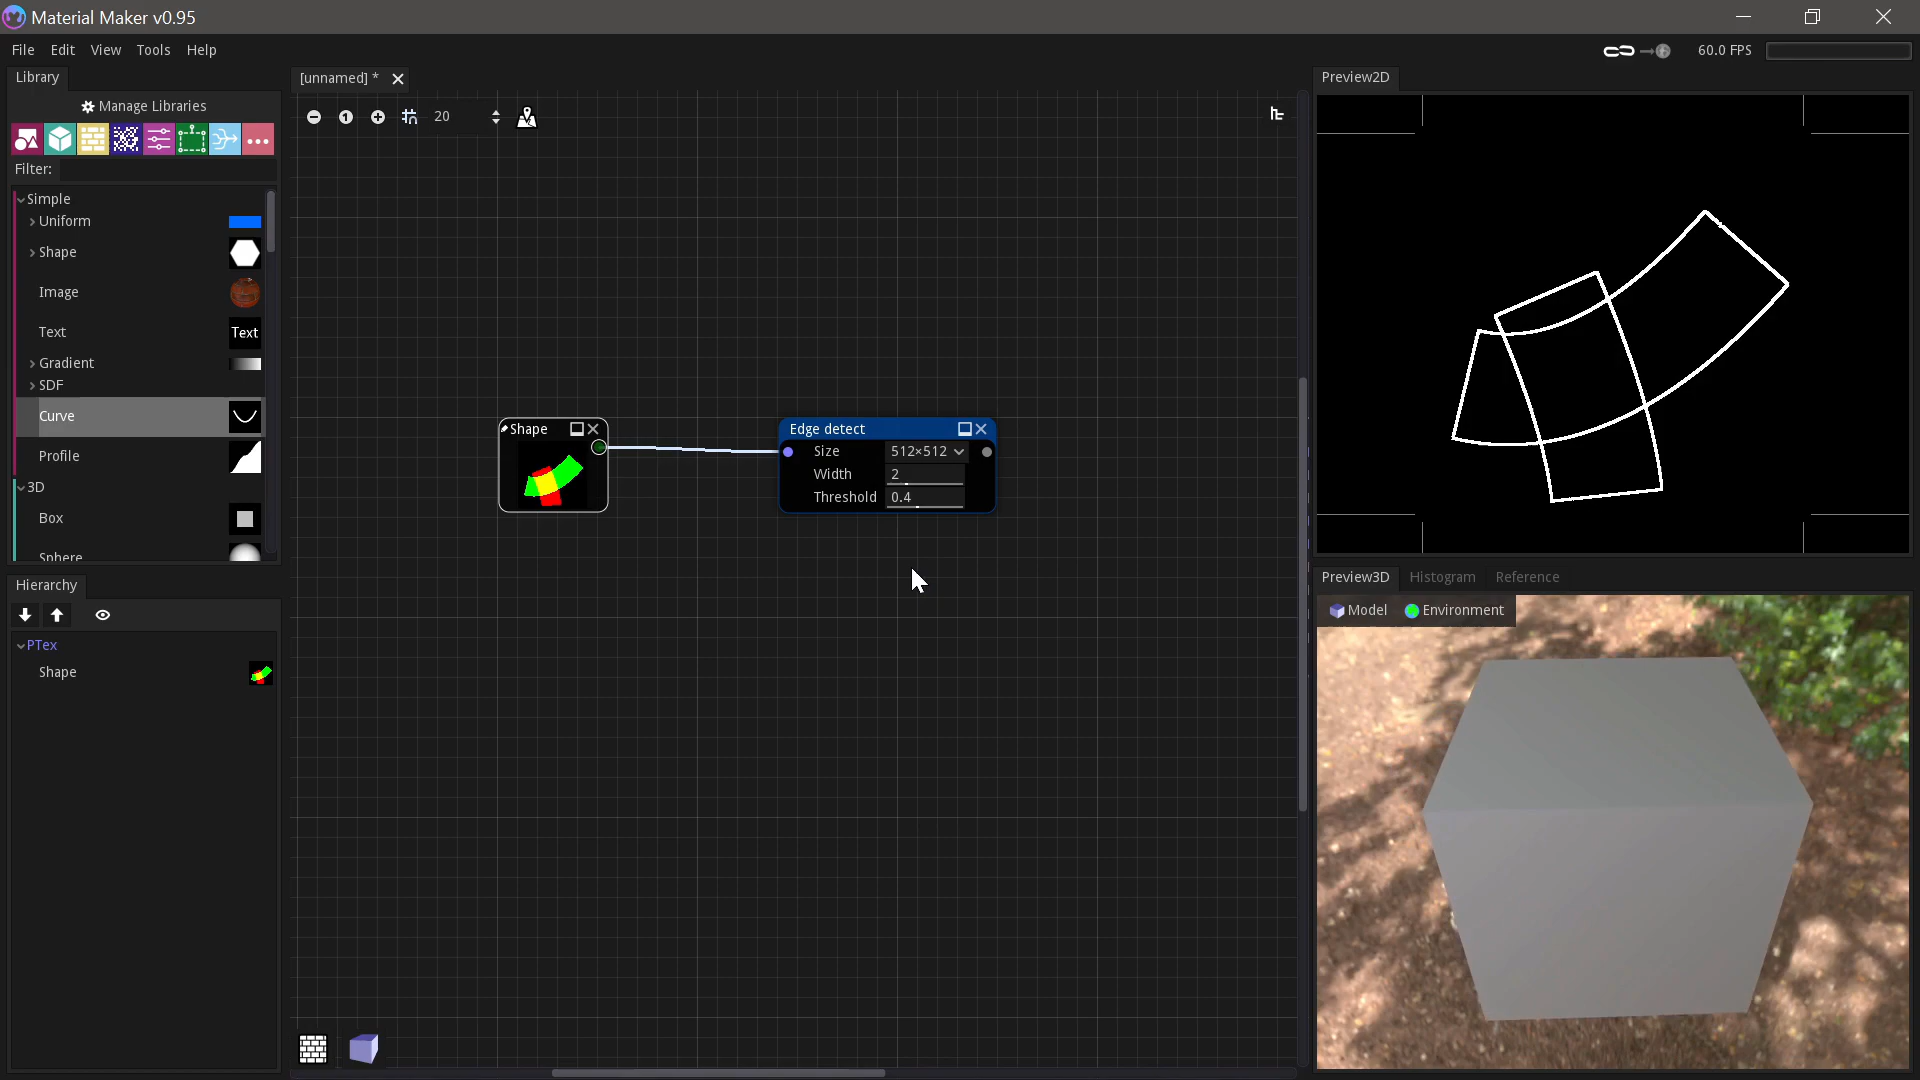 Material Maker v0.95
File Edit View Tools Help
60.0 FPS
Library
[unnamed] *
Preview2D
Manage Libraries
1
20
Filter:
Simple
Uniform
Shape
Image
Text
Text
Gradient
SDF
Curve
Profile
3D
Box
Sphere
Shape
Edge detect
Size 512×512
Width 2
Threshold 0.4
Hierarchy
PTex
Shape
Preview3D Histogram Reference
Model Environment